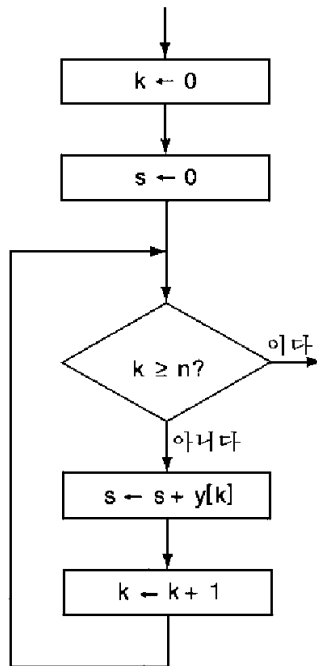 k ← 0
s ← 0
k ≥ n?
이다
아니다
s ← s + y[k]
k ← k + 1